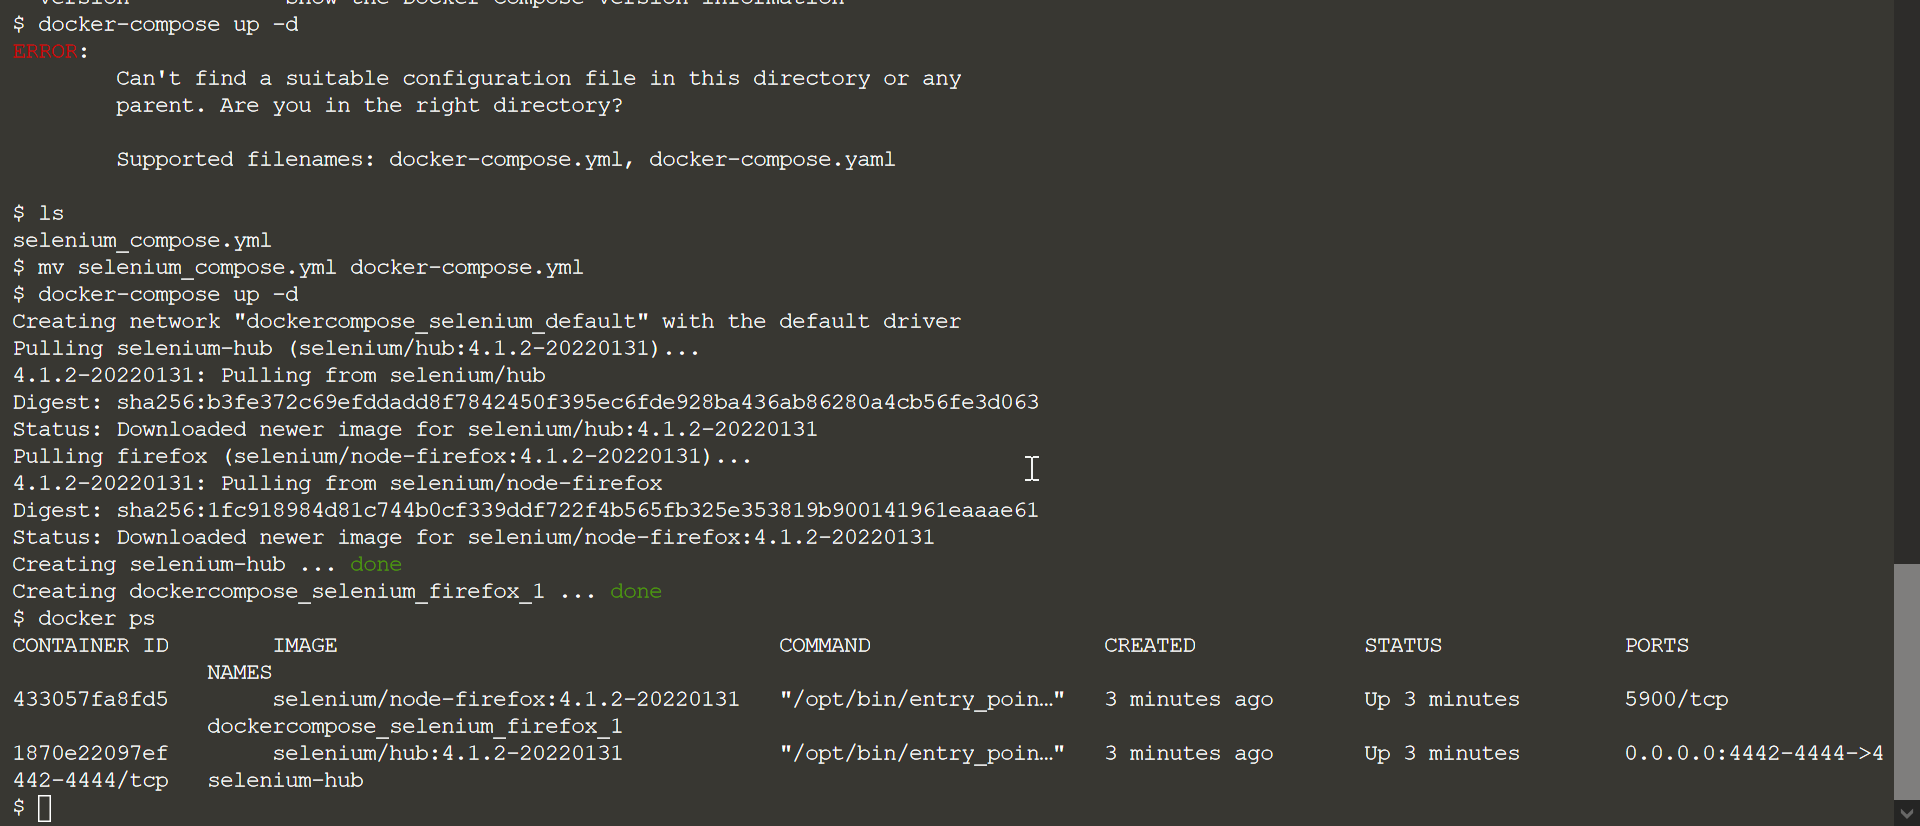 version            Show the Docker-Compose version information
$ docker-compose up -d
ERROR:
        Can't find a suitable configuration file in this directory or any
        parent. Are you in the right directory?
        Supported filenames: docker-compose.yml, docker-compose.yaml
$ ls
selenium_compose.yml
$ mv selenium_compose.yml docker-compose.yml
$ docker-compose up -d
Creating network "dockercompose_selenium_default" with the default driver
Pulling selenium-hub (selenium/hub:4.1.2-20220131)...
4.1.2-20220131: Pulling from selenium/hub
Digest: sha256:b3fe372c69efddadd8f7842450f395ec6fde928ba436ab86280a4cb56fe3d063
Status: Downloaded newer image for selenium/hub:4.1.2-20220131
Pulling firefox (selenium/node-firefox:4.1.2-20220131)...
4.1.2-20220131: Pulling from selenium/node-firefox
Digest: sha256:1fc918984d81c744b0cf339ddf722f4b565fb325e353819b900141961eaaae61
Status: Downloaded newer image for selenium/node-firefox:4.1.2-20220131
Creating selenium-hub ... done
Creating dockercompose_selenium_firefox_1 ... done
$ docker ps
CONTAINER ID        IMAGE                                  COMMAND                  CREATED             STATUS              PORTS
               NAMES
433057fa8fd5        selenium/node-firefox:4.1.2-20220131   "/opt/bin/entry_poin…"   3 minutes ago       Up 3 minutes        5900/tcp
               dockercompose_selenium_firefox_1
1870e22097ef        selenium/hub:4.1.2-20220131            "/opt/bin/entry_poin…"   3 minutes ago       Up 3 minutes        0.0.0.0:4442-4444->4
442-4444/tcp   selenium-hub
$